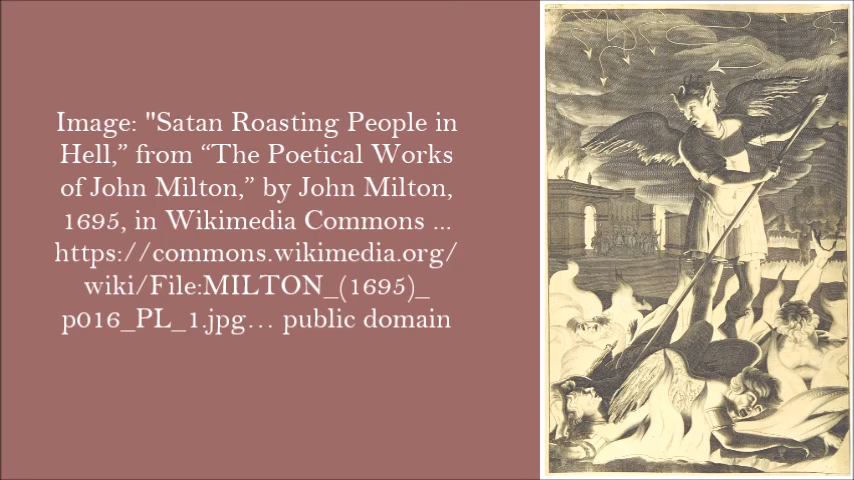 Image: "Satan Roasting People in
Hell,” from “The Poetical Works
of John Milton,” by John Milton,
1695, in Wikimedia Commons ...
https://commons.wikimedia.org/
wiki/File:MILTON_(1695)_
p016_PL_1.jpg… public domain